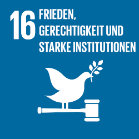 16 FRIEDEN,
GERECHTIGKEIT UND
STARKE INSTITUTIONEN